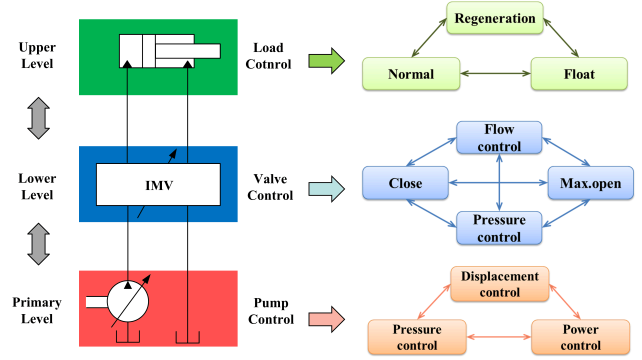 Upper
Level
Load
Cotnrol
Regeneration
Normal
Float
Lower
Level
IMV
Valve
Control
Flow
control
Close
Max.open
Pressure
control
Primary
Level
Pump
Control
Displacement
control
Pressure
control
Power
control